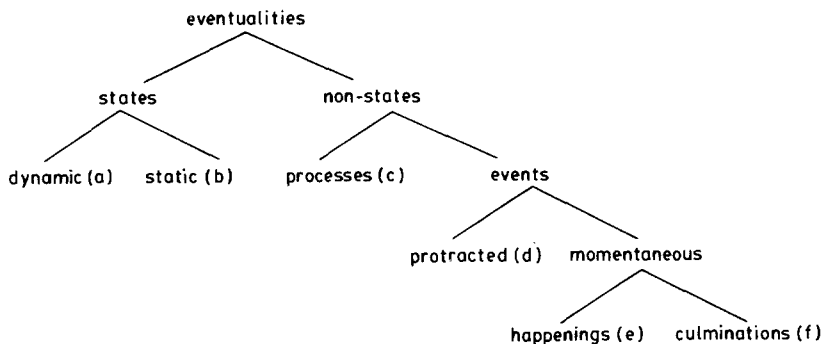 eventualities
states non-states
dynamic (a) static (b) processes (c) events
protracted (d) momentaneous
happenings (e) culminations (f)